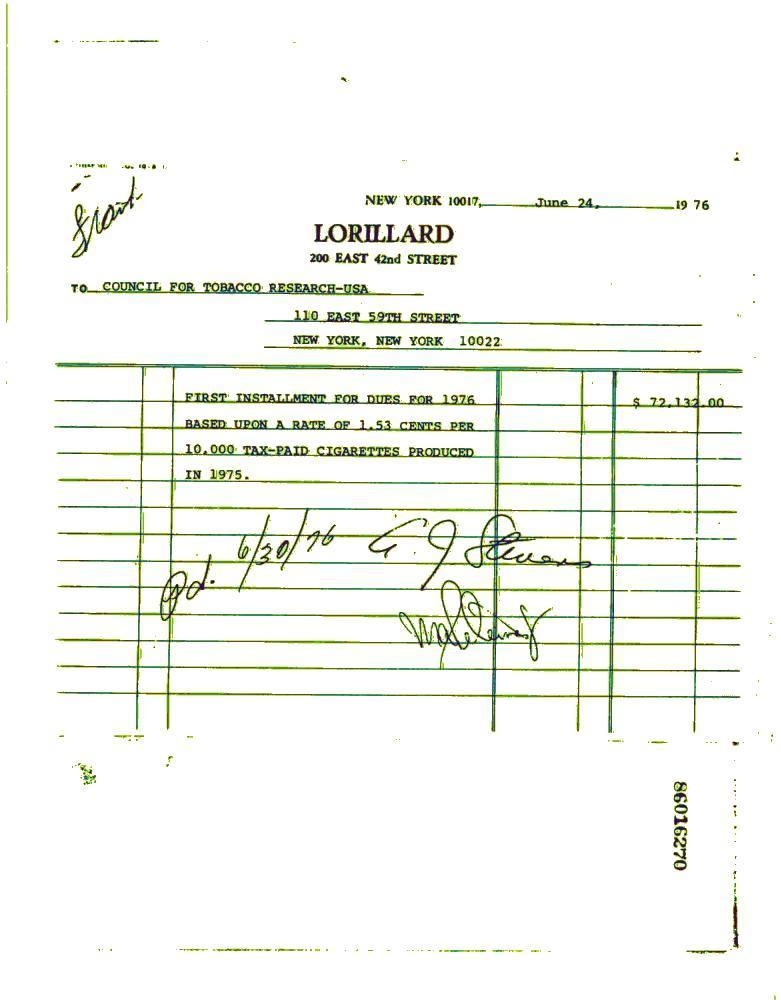 NEW YORK 10017, June 24, 19 76
LORILLARD
200 EAST 42nd STREET
TO COUNCIL FOR TOBACCO RESEARCH-USA
110 EAST 59TH STREET
NEW YORK, NEW YORK 10022
FIRST INSTALLMENT FOR DUES FOR 1976 $ 72,132.00
BASED UPON A RATE OF 1.53 CENTS PER
10,000 TAX-PAID CIGARETTES PRODUCED
IN 1975.
Pd. 6/30/76 G. J Stevens
86016270